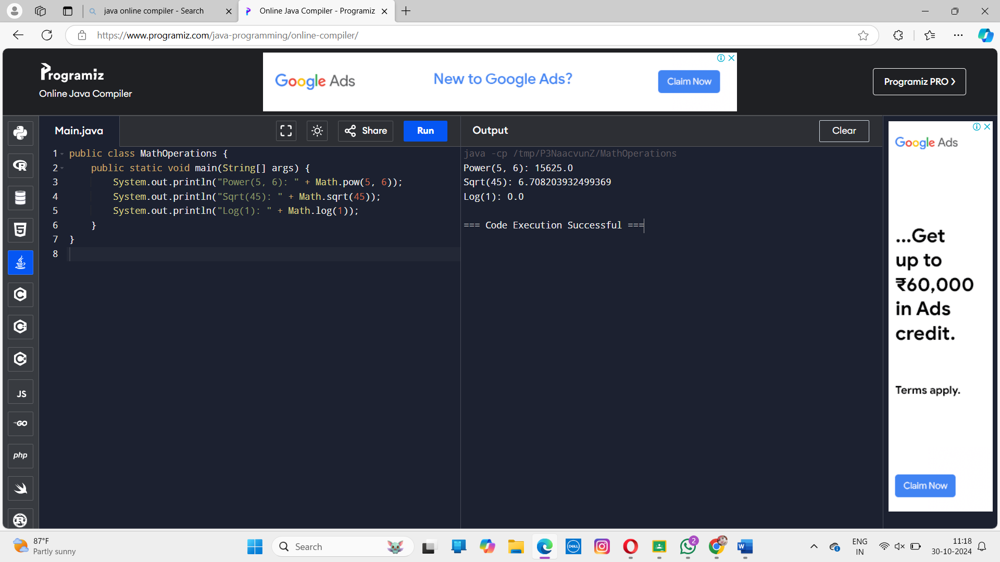 java online compiler - Search
Online Java Compiler - Programiz
https://www.programiz.com/java-programming/online-compiler/
Programiz
Online Java Compiler
Google Ads
New to Google Ads?
Claim Now
Programiz PRO ❯
Main.java
Share
Run
Output
Clear
1 public class MathOperations {
2     public static void main(String[] args) {
3         System.out.println("Power(5, 6): " + Math.pow(5, 6));
4         System.out.println("Sqrt(45): " + Math.sqrt(45));
5         System.out.println("Log(1): " + Math.log(1));
6     }
7 }
8
java -cp /tmp/P3NaacvunZ/MathOperations
Power(5, 6): 15625.0
Sqrt(45): 6.708203932499369
Log(1): 0.0
=== Code Execution Successful ===
Google Ads
...Get
up to
₹60,000
in Ads
credit.
Terms apply.
Claim Now
R
5
C
C++
C#
JS
GO
php
R
87°F
Partly sunny
Search
DELL
2
W
ENG
IN
11:18
30-10-2024